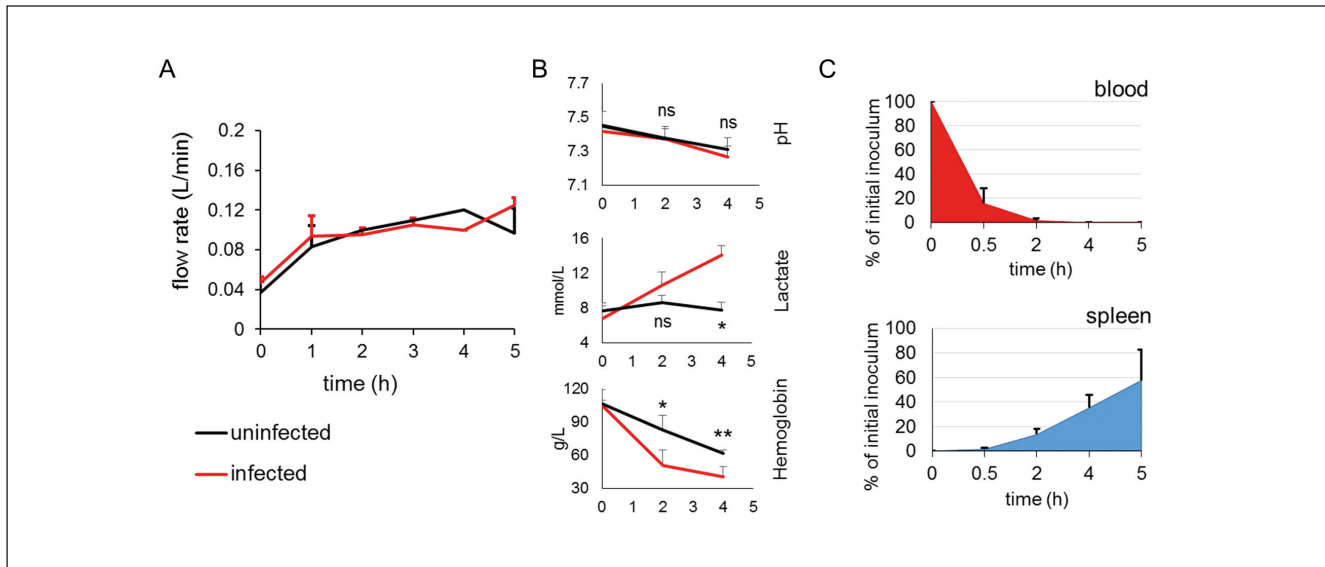 A
flow rate (L/min)
0.2
0.16
0.12
0.08
0.04
0
0 1 2 3 4 5
time (h)
uninfected
infected
B
7.7
7.5
7.3
7.1
ns
ns
0 1 2 3 4 5
pH
mmol/L
16
12
8
4
ns
*
0 1 2 3 4 5
Lactate
g/L
120
90
60
30
*
**
0 1 2 3 4 5
Hemoglobin
C
blood
% of initial inoculum
100
80
60
40
20
0
0 0.5 2 4 5
time (h)
spleen
% of initial inoculum
100
80
60
40
20
0
0 0.5 2 4 5
time (h)